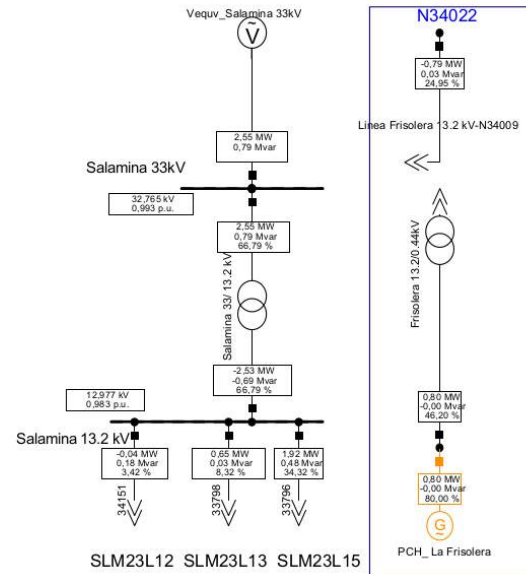 Vequv_Salamina 33kV
V
2,55 MW
0,79 Mvar
Salamina 33kV
32,765 kV
0,993 p.u.
2,55 MW
0,79 Mvar
66,79 %
Salamina 33/ 13.2 kV
-2,53 MW
-0,69 Mvar
66,79 %
12,977 kV
0,983 p.u.
Salamina 13.2 kV
-0,04 MW
0,18 Mvar
3,42 %
0,65 MW
0,03 Mvar
8,32 %
1,92 MW
0,48 Mvar
34,32 %
34151
33798
33796
SLM23L12 SLM23L13 SLM23L15
N34022
-0,79 MW
0,03 Mvar
24,95 %
Linea Frisolera 13.2 kV-N34009
Frisolera 13.2/0.44kV
0,80 MW
-0,00 Mvar
46,20 %
0,80 MW
-0,00 Mvar
80,00 %
G
PCH_ La Frisolera